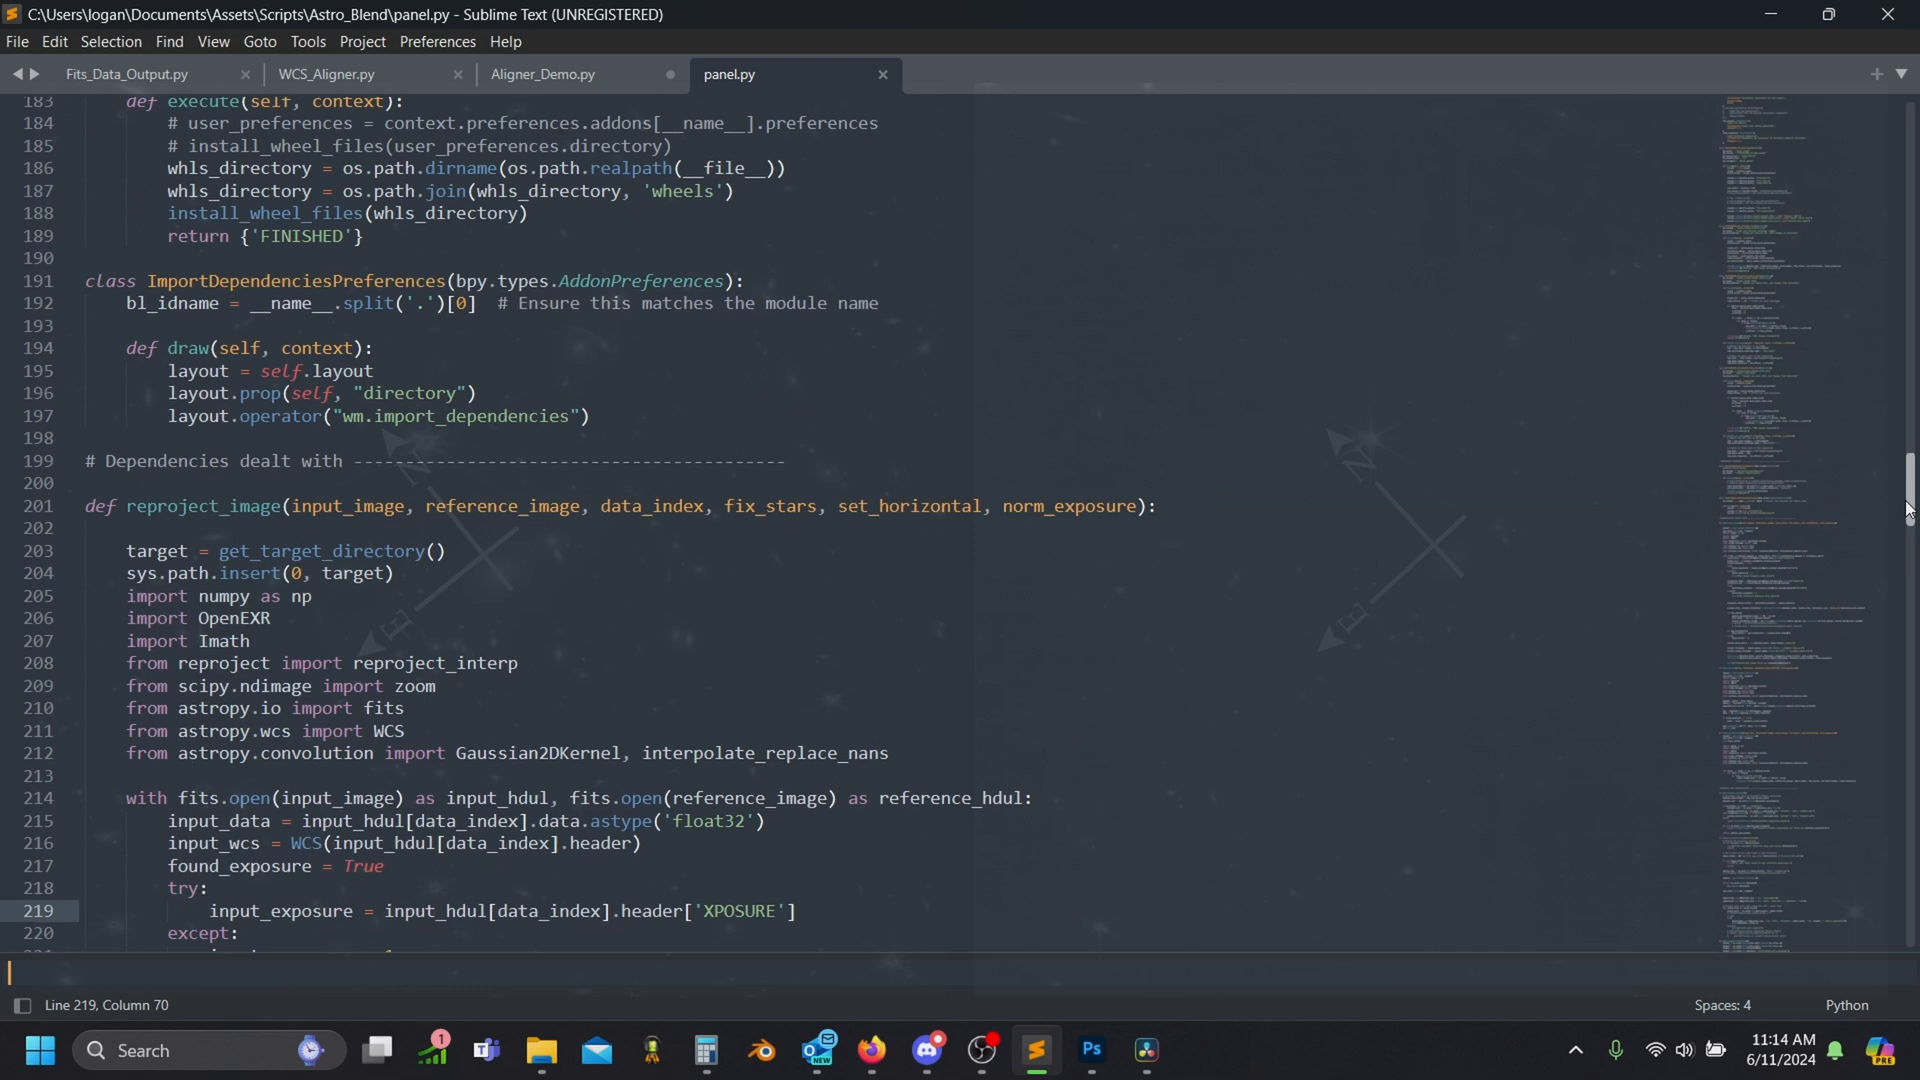 C:\Users\logan\Documents\Assets\Scripts\Astro_Blend\panel.py - Sublime Text (UNREGISTERED)
File Edit Selection Find View Goto Tools Project Preferences Help
Fits_Data_Output.py WCS_Aligner.py Aligner_Demo.py panel.py
183 def execute(self, context):
184 # user_preferences = context.preferences.addons[__name__].preferences
185 # install_wheel_files(user_preferences.directory)
186 whls_directory = os.path.dirname(os.path.realpath(__file__))
187 whls_directory = os.path.join(whls_directory, 'wheels')
188 install_wheel_files(whls_directory)
189 return {'FINISHED'}
190
191 class ImportDependenciesPreferences(bpy.types.AddonPreferences):
192 bl_idname = __name__.split('.')[0] # Ensure this matches the module name
193
194 def draw(self, context):
195 layout = self.layout
196 layout.prop(self, "directory")
197 layout.operator("wm.import_dependencies")
198
199 # Dependencies dealt with ------------------------------------------
200
201 def reproject_image(input_image, reference_image, data_index, fix_stars, set_horizontal, norm_exposure):
202
203 target = get_target_directory()
204 sys.path.insert(0, target)
205 import numpy as np
206 import OpenEXR
207 import Imath
208 from reproject import reproject_interp
209 from scipy.ndimage import zoom
210 from astropy.io import fits
211 from astropy.wcs import WCS
212 from astropy.convolution import Gaussian2DKernel, interpolate_replace_nans
213
214 with fits.open(input_image) as input_hdul, fits.open(reference_image) as reference_hdul:
215 input_data = input_hdul[data_index].data.astype('float32')
216 input_wcs = WCS(input_hdul[data_index].header)
217 found_exposure = True
218 try:
219 input_exposure = input_hdul[data_index].header['XPOSURE']
220 except:
N
E
N
E
Line 219, Column 70 Spaces: 4 Python
Search 1 NEW Ps 11:14 AM
6/11/2024 PRE